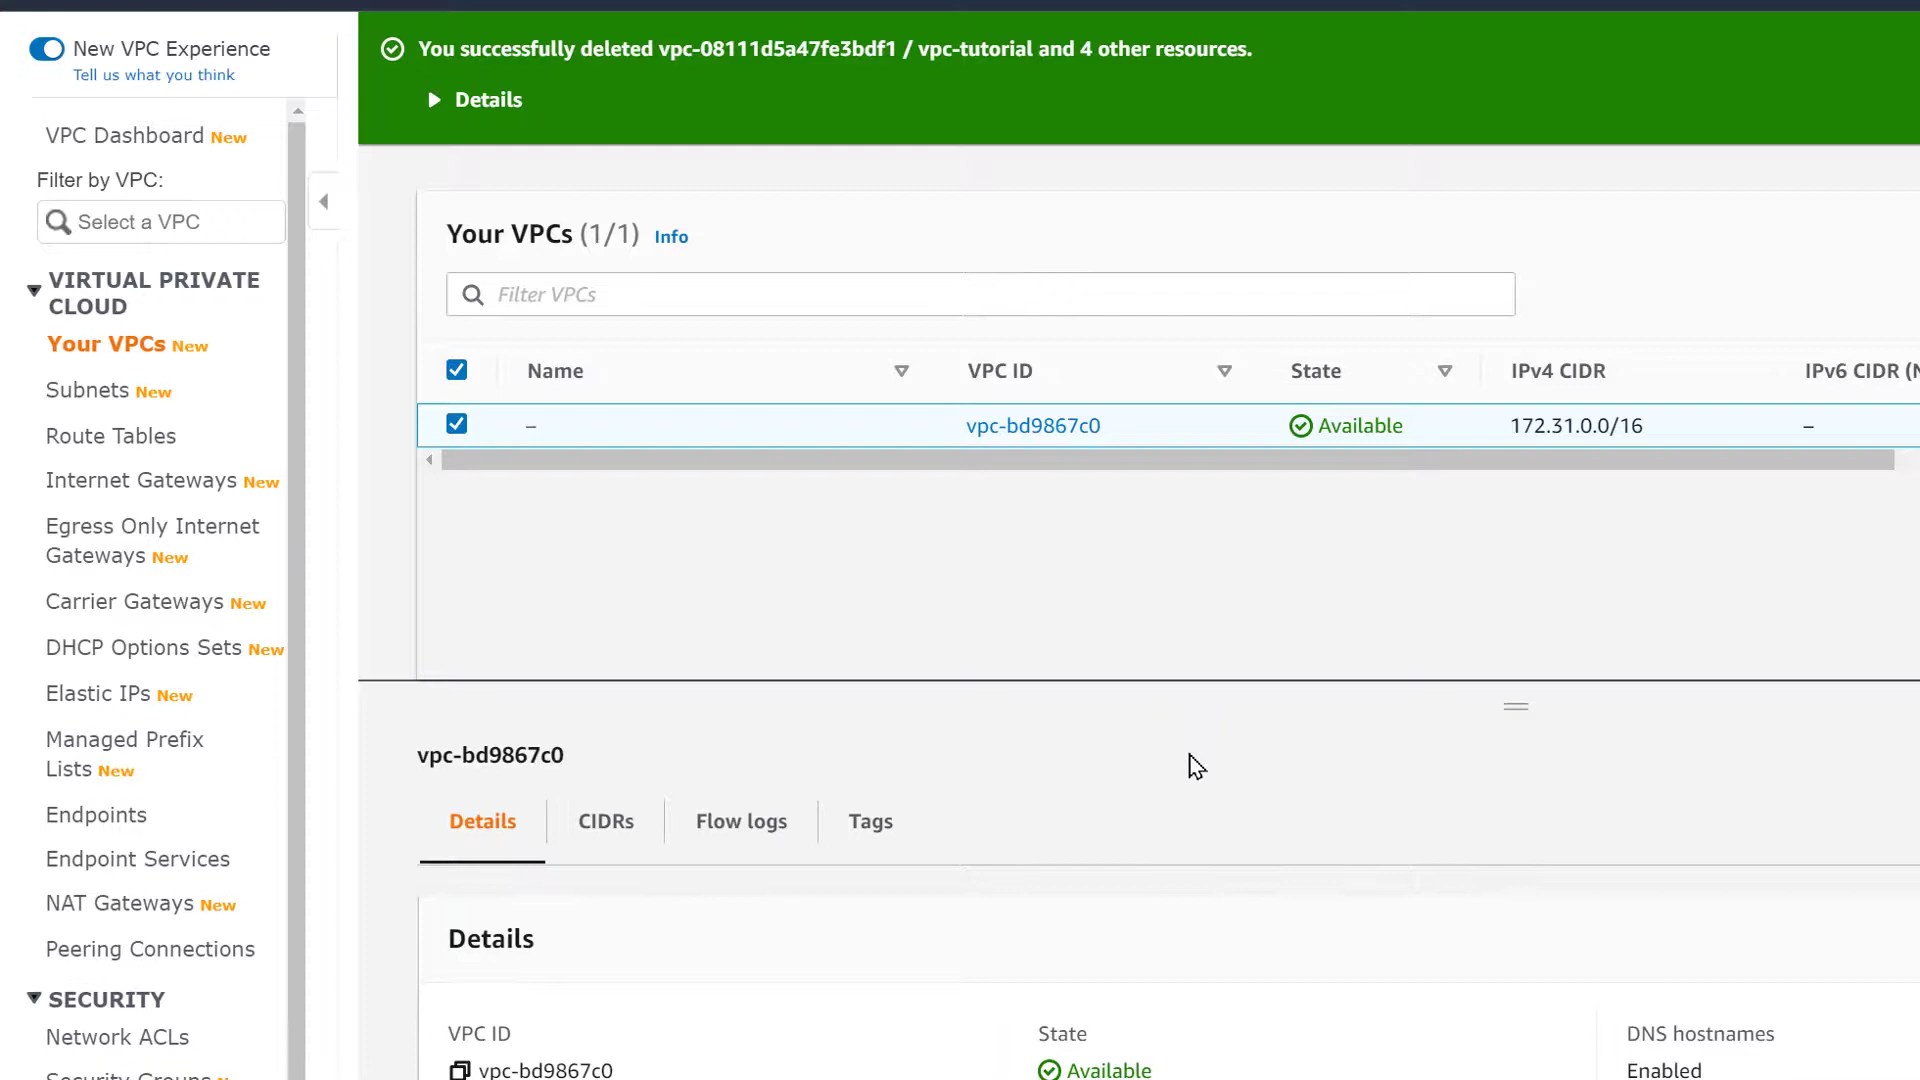 New VPC Experience
Tell us what you think
VPC Dashboard New
Filter by VPC:
Select a VPC
VIRTUAL PRIVATE
CLOUD
Your VPCs New
Subnets New
Route Tables
Internet Gateways New
Egress Only Internet
Gateways New
Carrier Gateways New
DHCP Options Sets New
Elastic IPs New
Managed Prefix
Lists New
Endpoints
Endpoint Services
NAT Gateways New
Peering Connections
SECURITY
Network ACLs
Security Groups
You successfully deleted vpc-08111d5a47fe3bdf1 / vpc-tutorial and 4 other resources.
Details
Your VPCs (1/1) Info
Filter VPCs
Name VPC ID State IPv4 CIDR IPv6 CIDR
– vpc-bd9867c0 Available 172.31.0.0/16 –
vpc-bd9867c0
Details CIDRs Flow logs Tags
Details
VPC ID State DNS hostnames
vpc-bd9867c0 Available Enabled